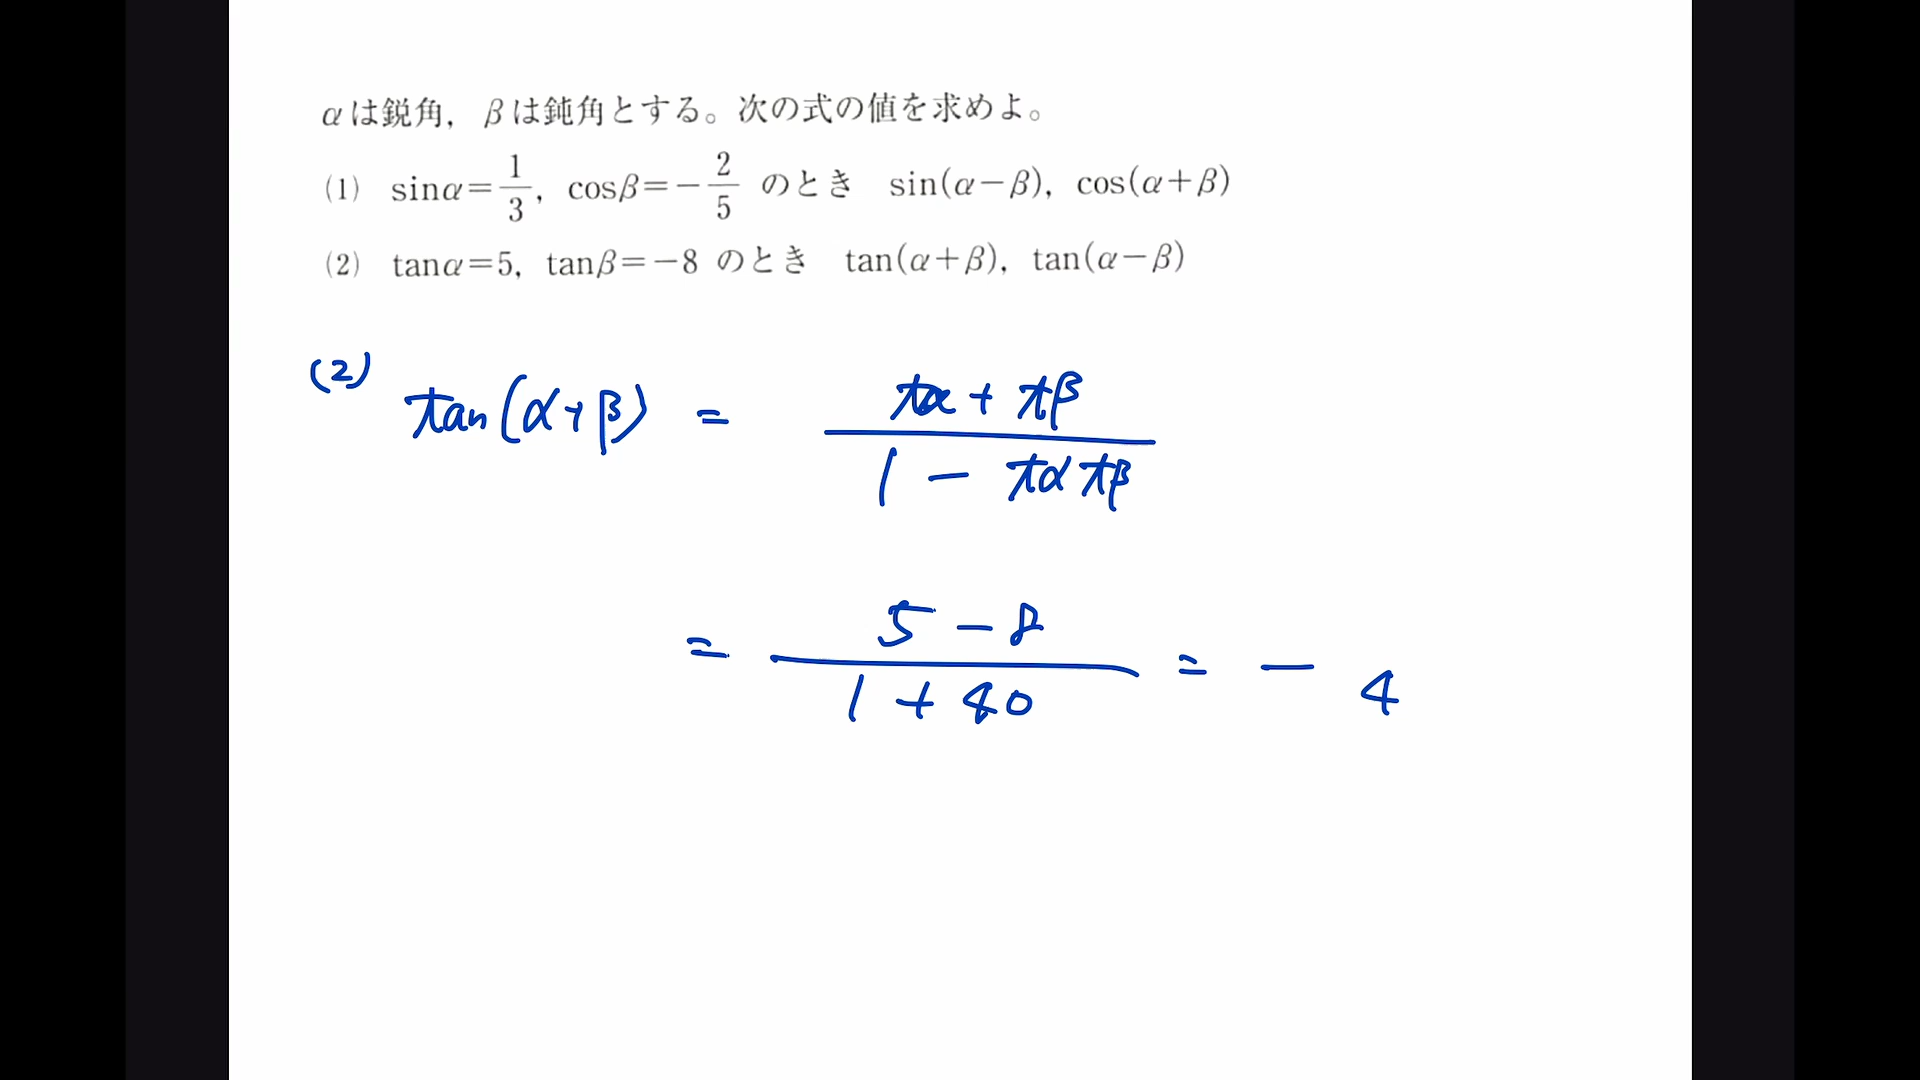 αは鋭角，βは鈍角とする。次の式の値を求めよ。
(1) sinα=1/3，cosβ=−2/5 のとき sin(α−β)，cos(α+β)
(2) tanα=5，tanβ=−8 のとき tan(α+β)，tan(α−β)
(2) tan(α+β) = (tα + tβ)/(1 − tα tβ)
= (5 − 8)/(1 + 40) = − 4